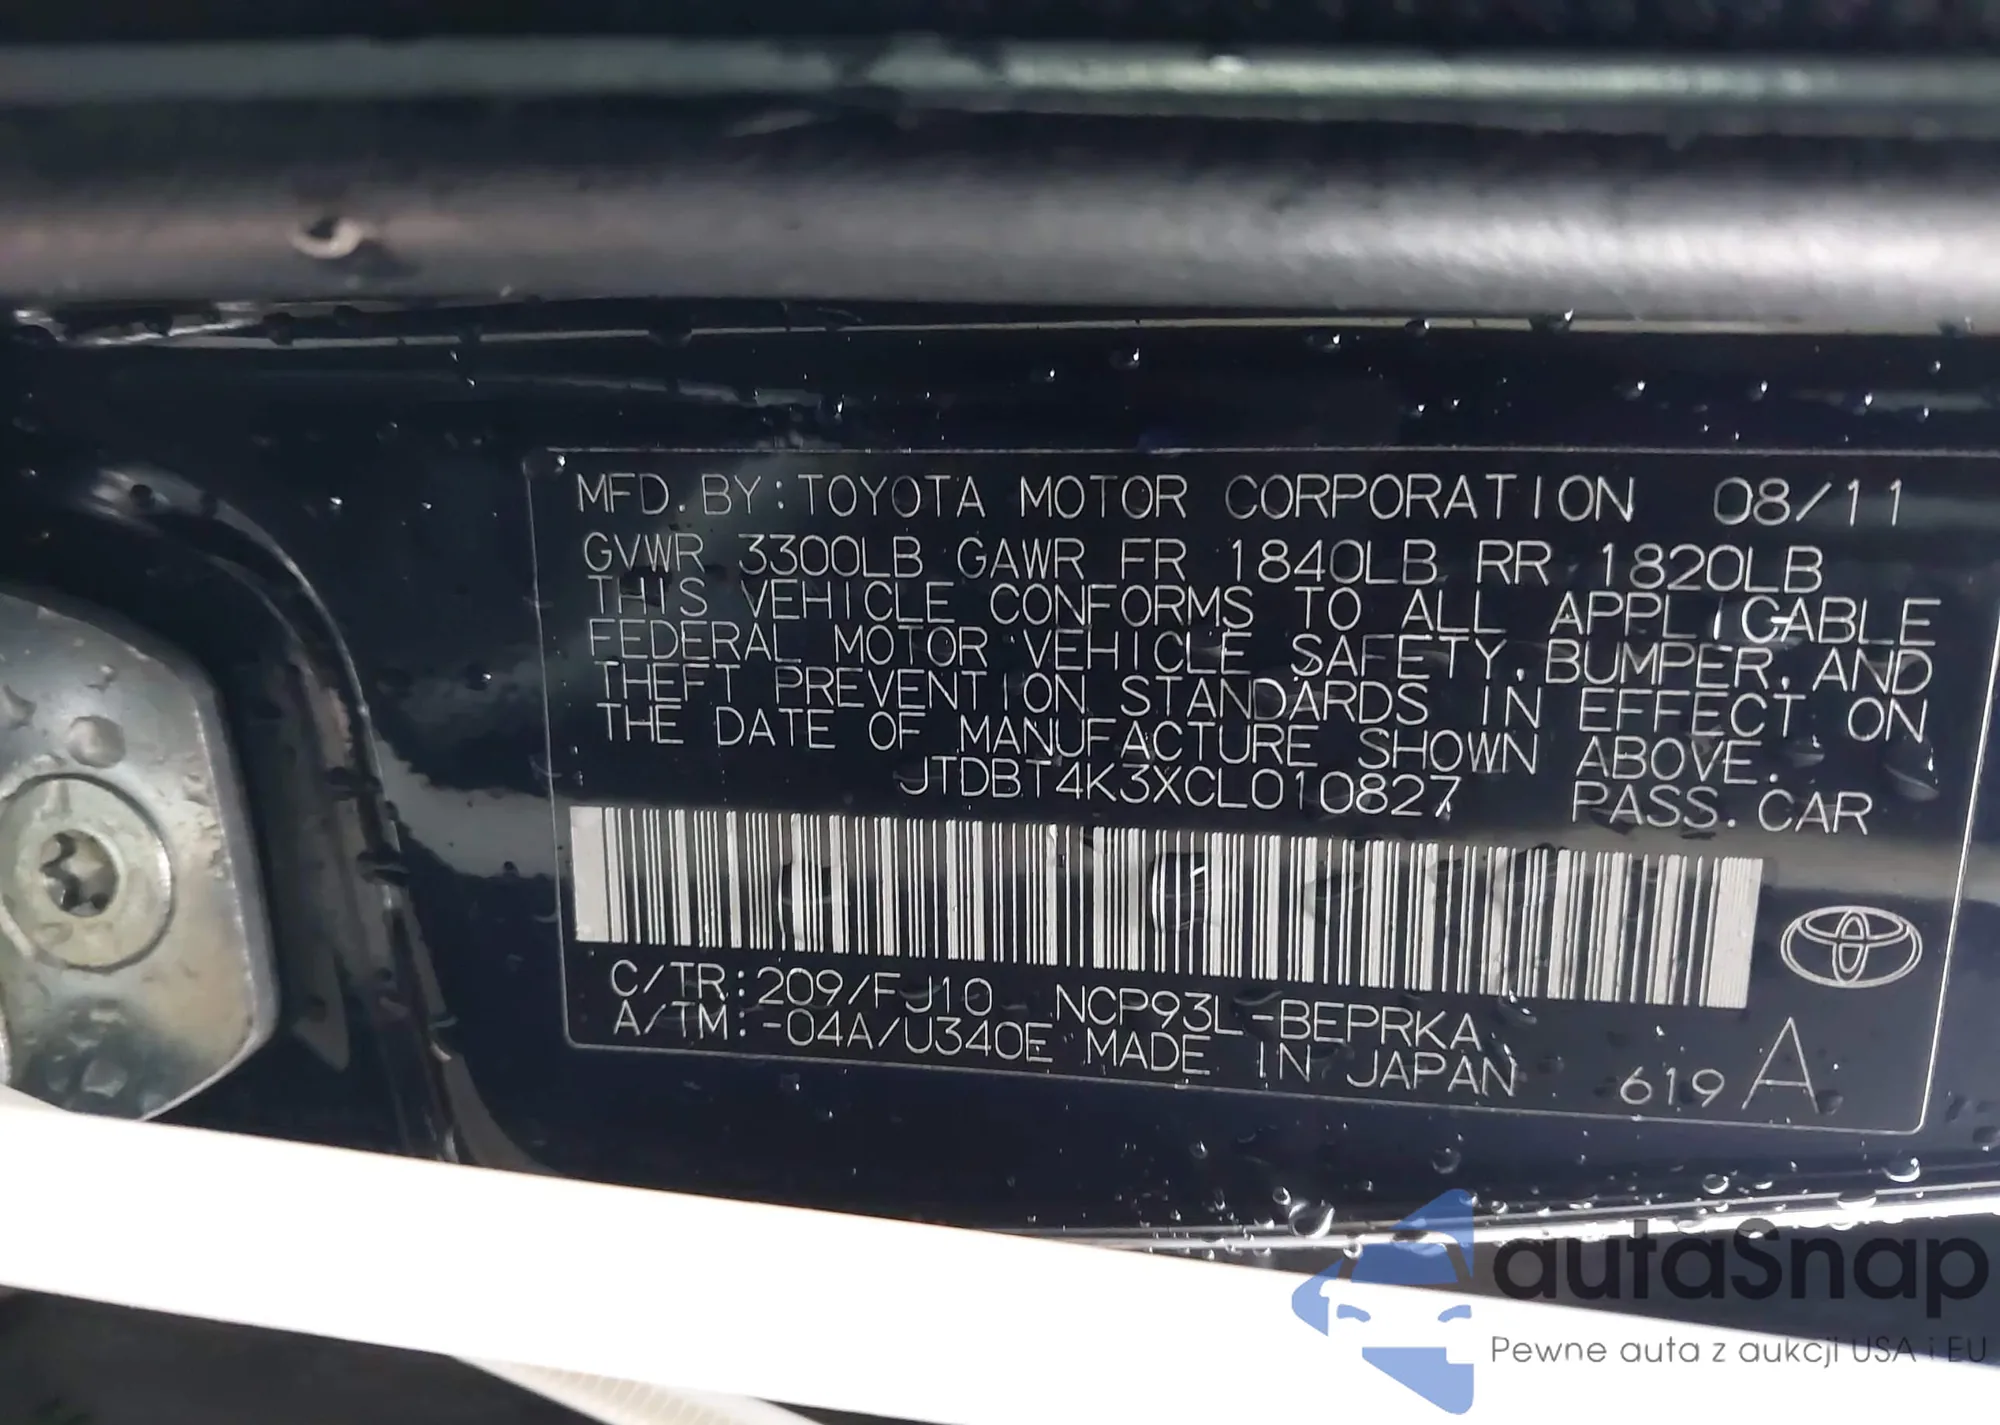 MFD. BY: TOYOTA MOTOR CORPORATION 08/11
GVWR 3300LB GAWR FR 1840LB RR 1820LB
THIS VEHICLE CONFORMS TO ALL APPLICABLE
FEDERAL MOTOR VEHICLE SAFETY, BUMPER, AND
THEFT PREVENTION STANDARDS IN EFFECT ON
THE DATE OF MANUFACTURE SHOWN ABOVE.
JTDBT4K3XCL010827 PASS. CAR
C/TR: 209/FJ10 NCP93L-BEPRKA
A/TM: -04A/U340E MADE IN JAPAN 619 A
autaSnap
Pewne auta z aukcji USA i EU